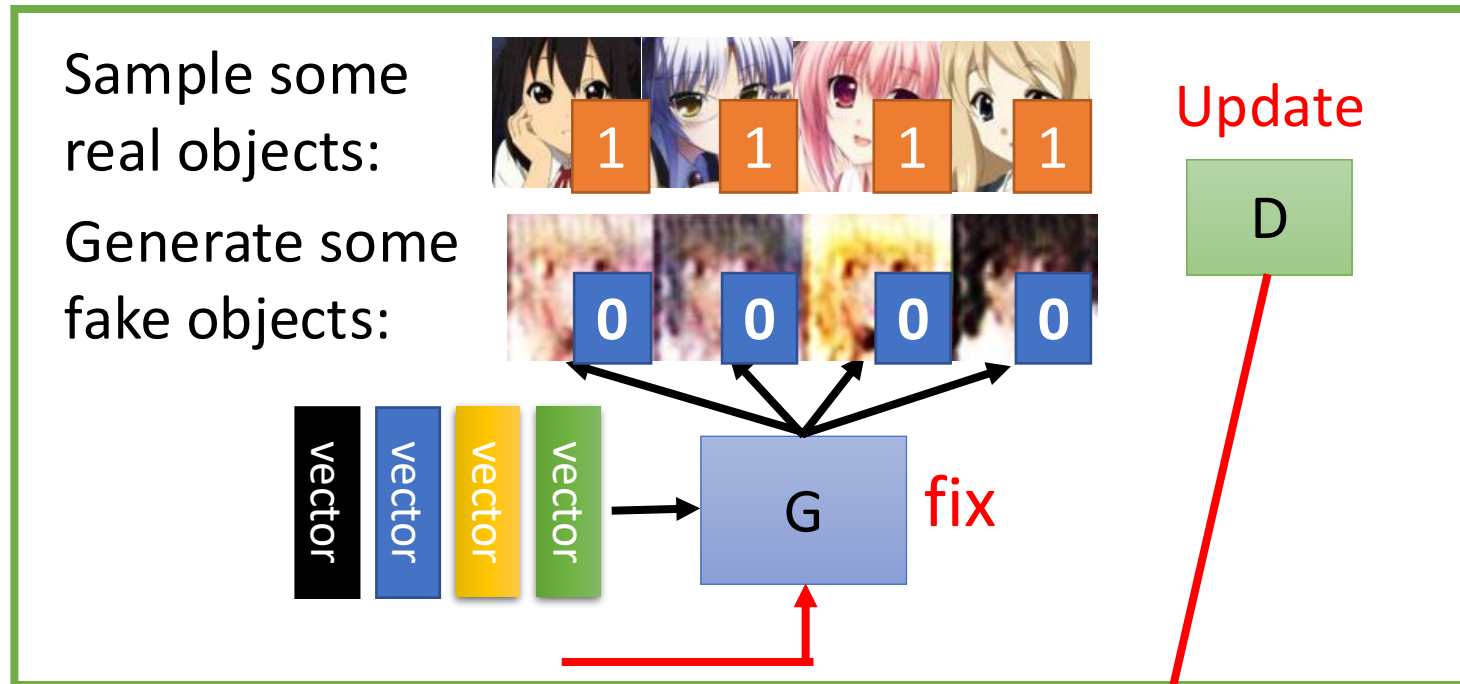 Sample some
real objects:
1 1 1 1
Update
D
Generate some
fake objects:
0 0 0 0
vector vector vector vector
G
fix